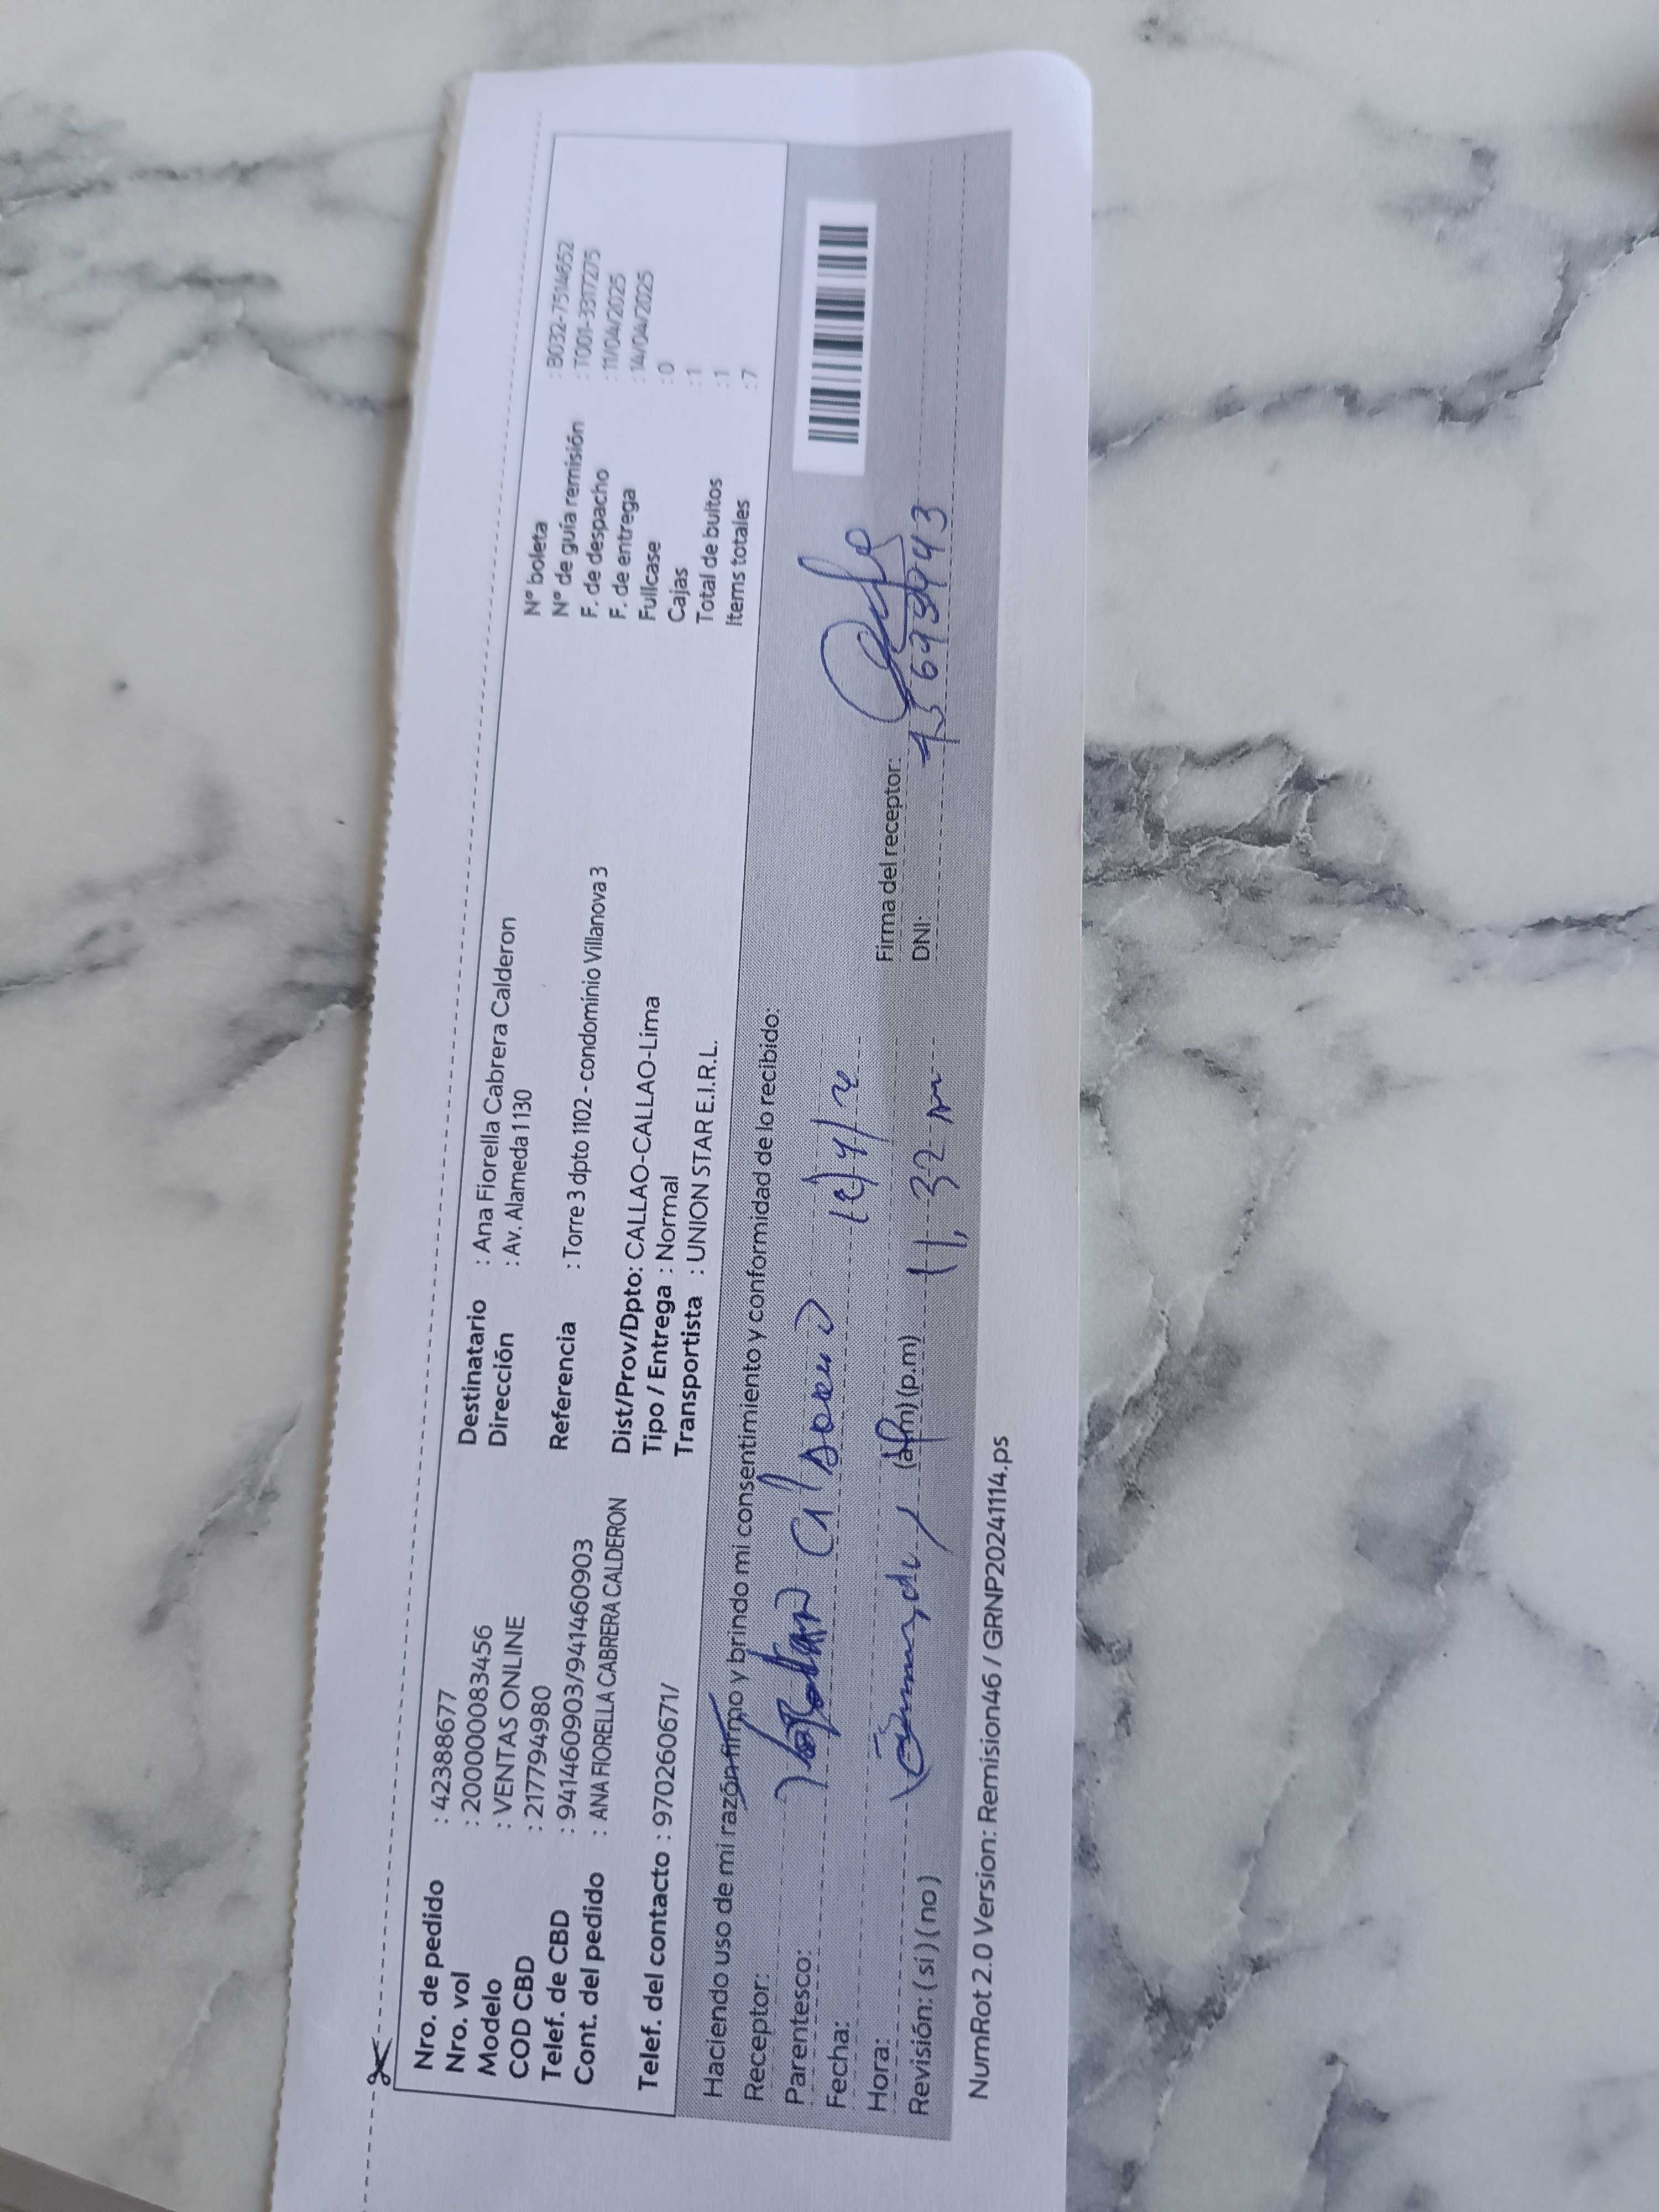 Nro. de pedido : 42388677
Nro. vol : 2000000083456
Modelo : VENTAS ONLINE
COD CBD : 217794980
Telef. de CBD : 941460903/941460903
Cont. del pedido : ANA FIORELLA CABRERA CALDERON
Telef. del contacto : 970260671/
Destinatario : Ana Fiorella Cabrera Calderon
Dirección : Av. Alameda 1 130
Referencia : Torre 3 dpto 1102 - condominio Villanova 3
Dist/Prov/Dpto: CALLAO-CALLAO-Lima
Tipo / Entrega : Normal
Transportista : UNION STAR E.I.R.L.
N° boleta : B032-75144652
N° de guía remisión : T001-33117275
F. de despacho : 11/04/2025
F. de entrega : 14/04/2025
Fullcase : 0
Cajas : 1
Total de bultos : 1
Items totales : 7
Haciendo uso de mi razón firmo y brindo mi consentimiento y conformidad de lo recibido:
Receptor:
Parentesco:
Fecha:
Hora: (a.m) (p.m) 11,32
Revisión: ( si ) ( no )
Firma del receptor:
DNI:
NumRot 2.0 Version: Remision46 / GRNP20241114.ps